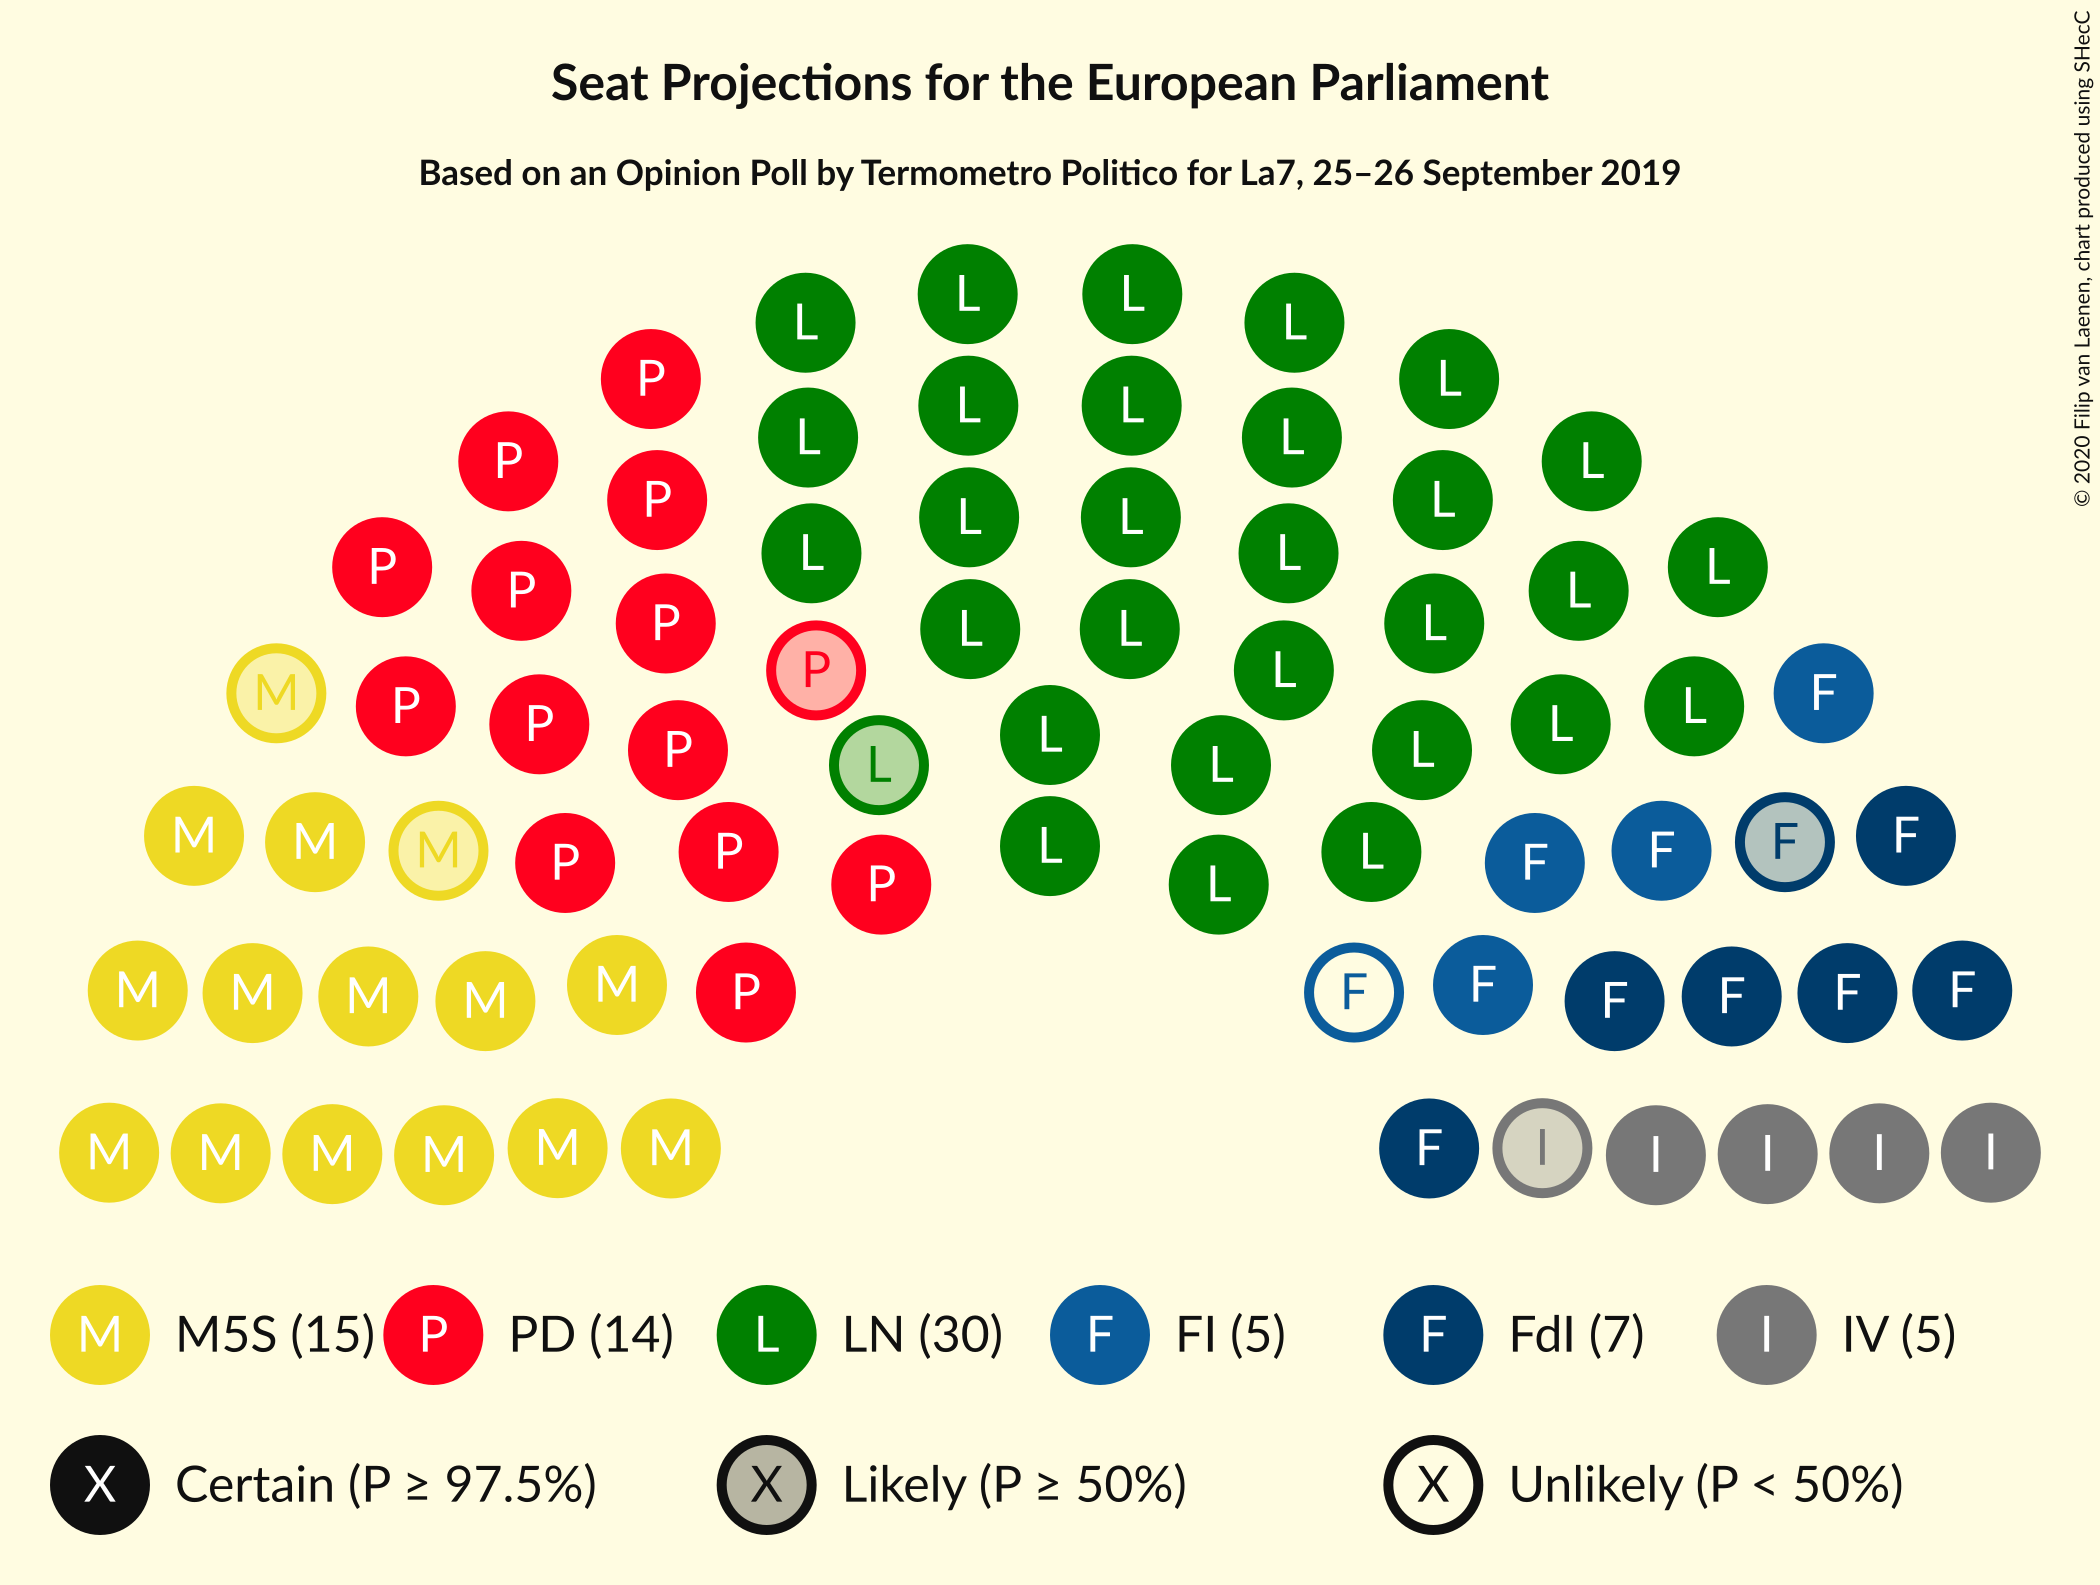 Seat Projections for the European Parliament
Based on an Opinion Poll by Termometro Politico for La7, 25–26 September 2019
© 2020 Filip van Laenen, chart produced using SHecC
L L
L L
P L
L L
L L
P L
P L
P L
L L
L L
P L
P L
P L
L L
P P L
M F
P L
P L
P L
L
L L
M F
M F
M F
L
P L
P F
P L
M F
M F
M F
M F
M F
P F
M F
M I
M I
M I
M I
M I
M M5S (15) P PD (14) L LN (30) F FI (5) F FdI (7) I IV (5)
X Certain (P ≥ 97.5%) X Likely (P ≥ 50%) X Unlikely (P < 50%)